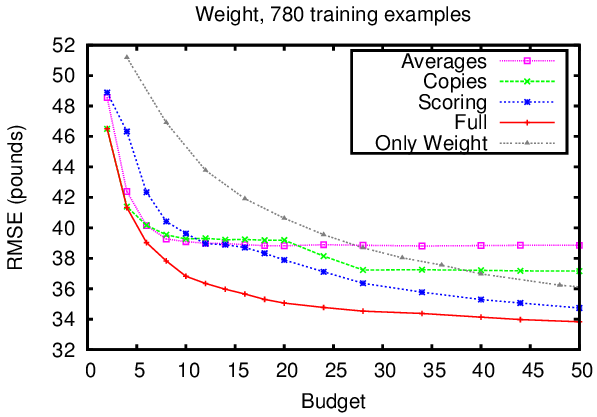 Weight, 780 training examples
RMSE (pounds)
52
50
48
46
44
42
40
38
36
34
32
Averages
Copies
Scoring
Full
Only Weight
0 5 10 15 20 25 30 35 40 45 50
Budget